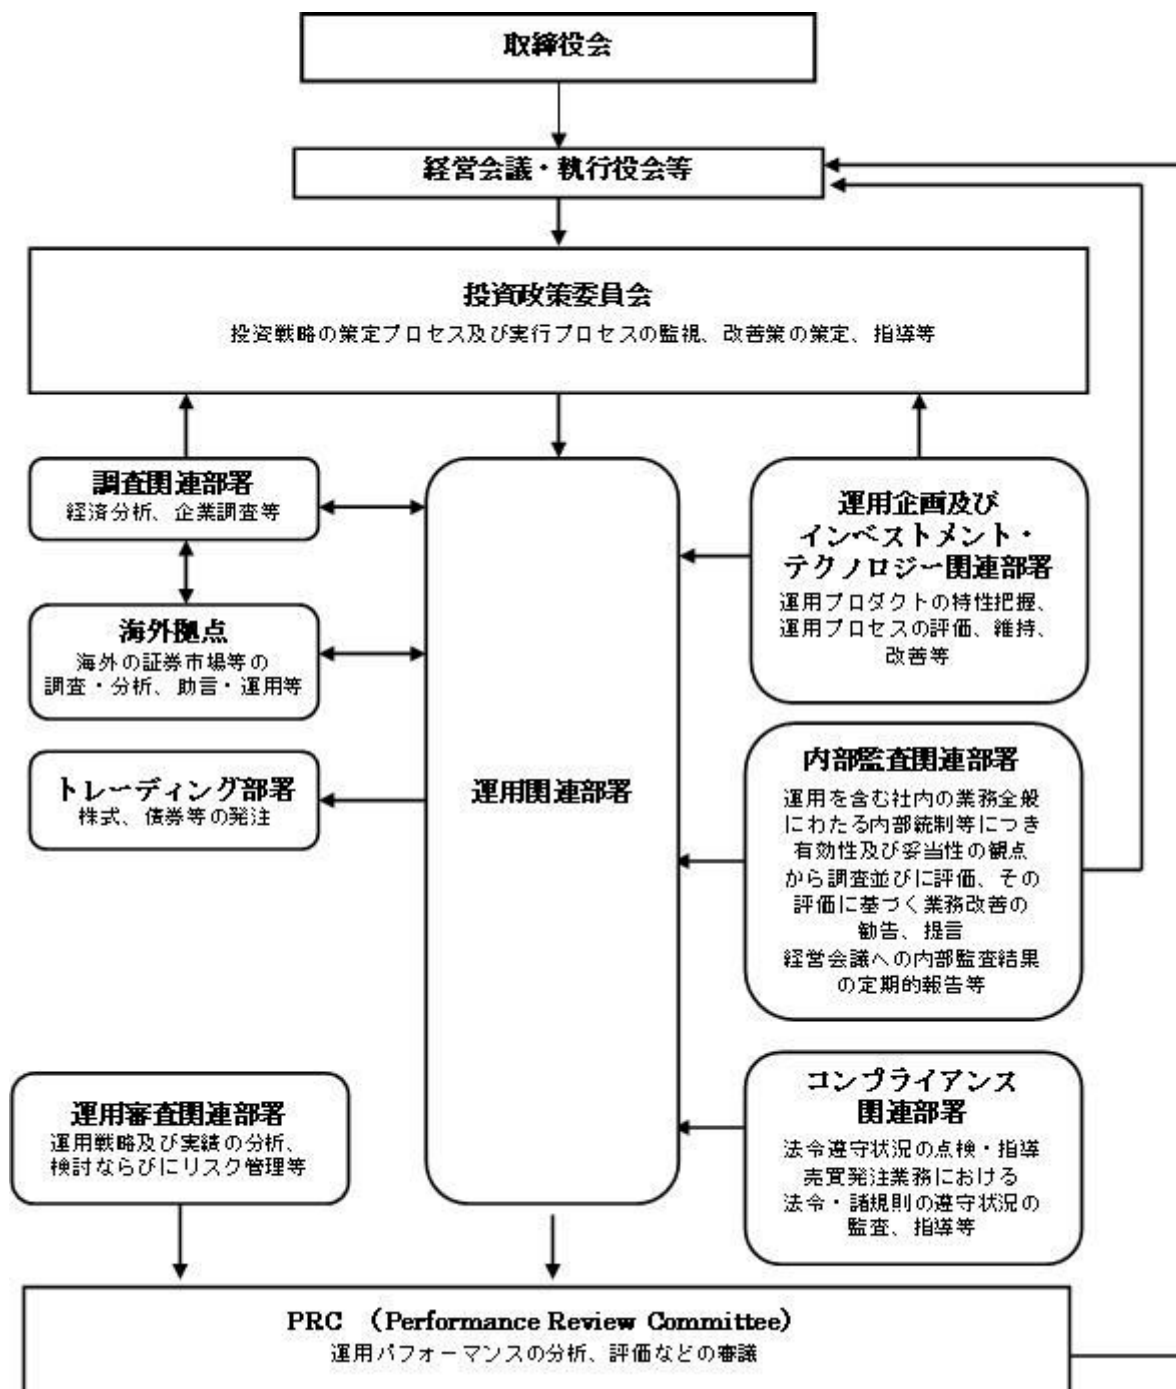 取締役会
経営会議・執行役会等
投資政策委員会
投資戦略の策定プロセス及び実行プロセスの監視、改善策の策定、指導等
調査関連部署
経済分析、企業調査等
海外拠点
海外の証券市場等の
調査・分析、助言・運用等
トレーディング部署
株式、債券等の発注
運用関連部署
運用企画及び
インベストメント・
テクノロジー関連部署
運用プロダクトの特性把握、
運用プロセスの評価、維持、
改善等
内部監査関連部署
運用を含む社内の業務全般
にわたる内部統制等につき
有効性及び妥当性の観点
から調査並びに評価、その
評価に基づく業務改善の
勧告、提言
経営会議への内部監査結果
の定期的報告等
運用審査関連部署
運用戦略及び実績の分析、
検討ならびにリスク管理等
コンプライアンス
関連部署
法令遵守状況の点検・指導
売買発注業務における
法令・諸規則の遵守状況の
監査、指導等
PRC （Performance Review Committee）
運用パフォーマンスの分析、評価などの審議